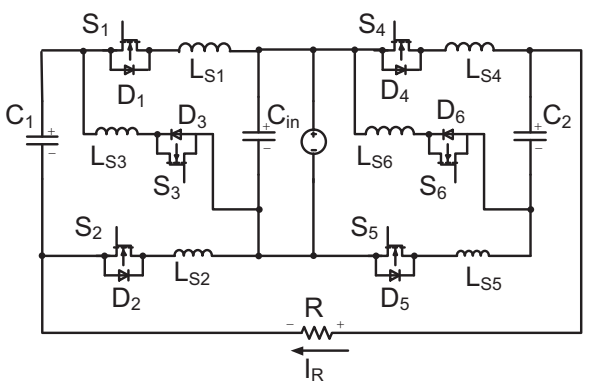 S1 S4
LS1 LS4
D1 D4
C1 D3 Cin D6 C2
LS3 LS6
S3 S6
S2 S5
LS2 LS5
D2 D5
R
IR